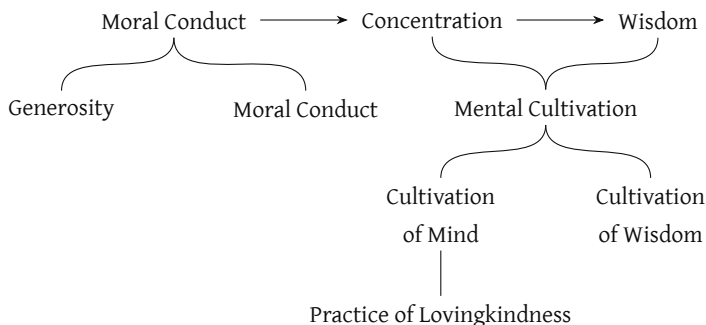 Moral Conduct Concentration Wisdom
Generosity Moral Conduct Mental Cultivation
Cultivation Cultivation
of Mind of Wisdom
Practice of Lovingkindness